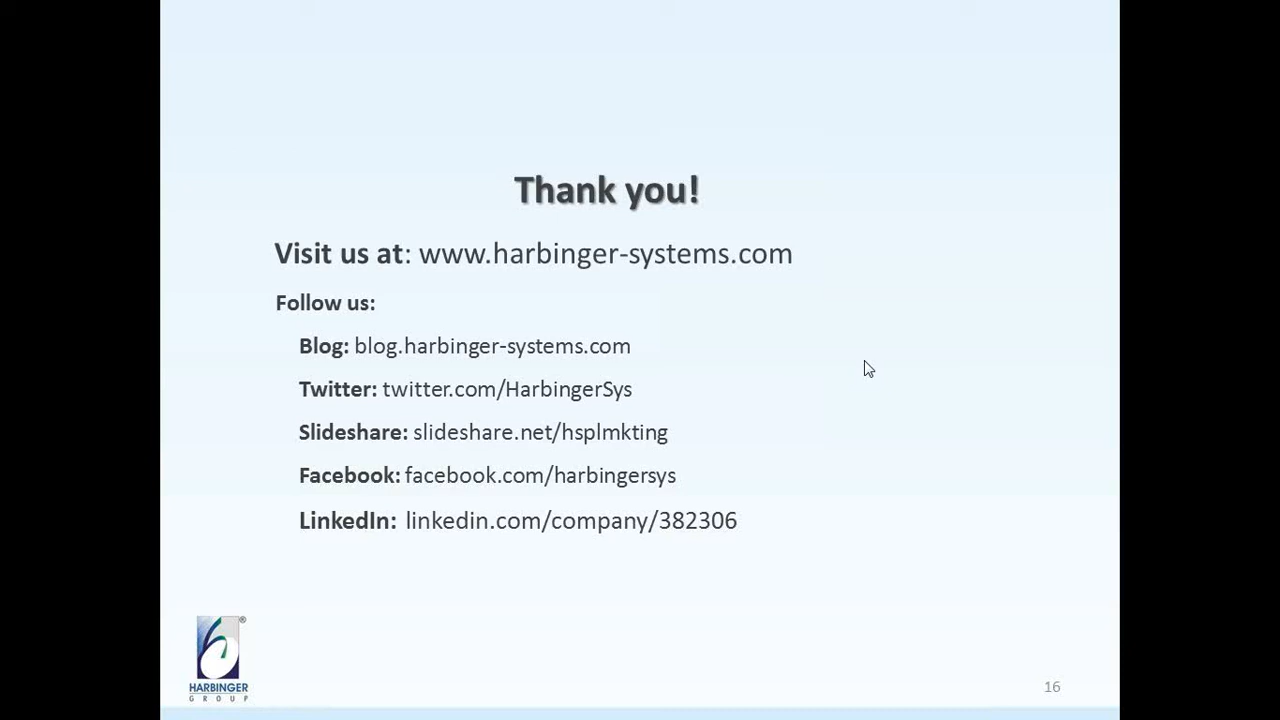 Thank you!
Visit us at: www.harbinger-systems.com
Follow us:
Blog: blog.harbinger-systems.com
Twitter: twitter.com/HarbingerSys
Slideshare: slideshare.net/hsplmkting
Facebook: facebook.com/harbingersys
LinkedIn: linkedin.com/company/382306
®
HARBINGER
GROUP
16